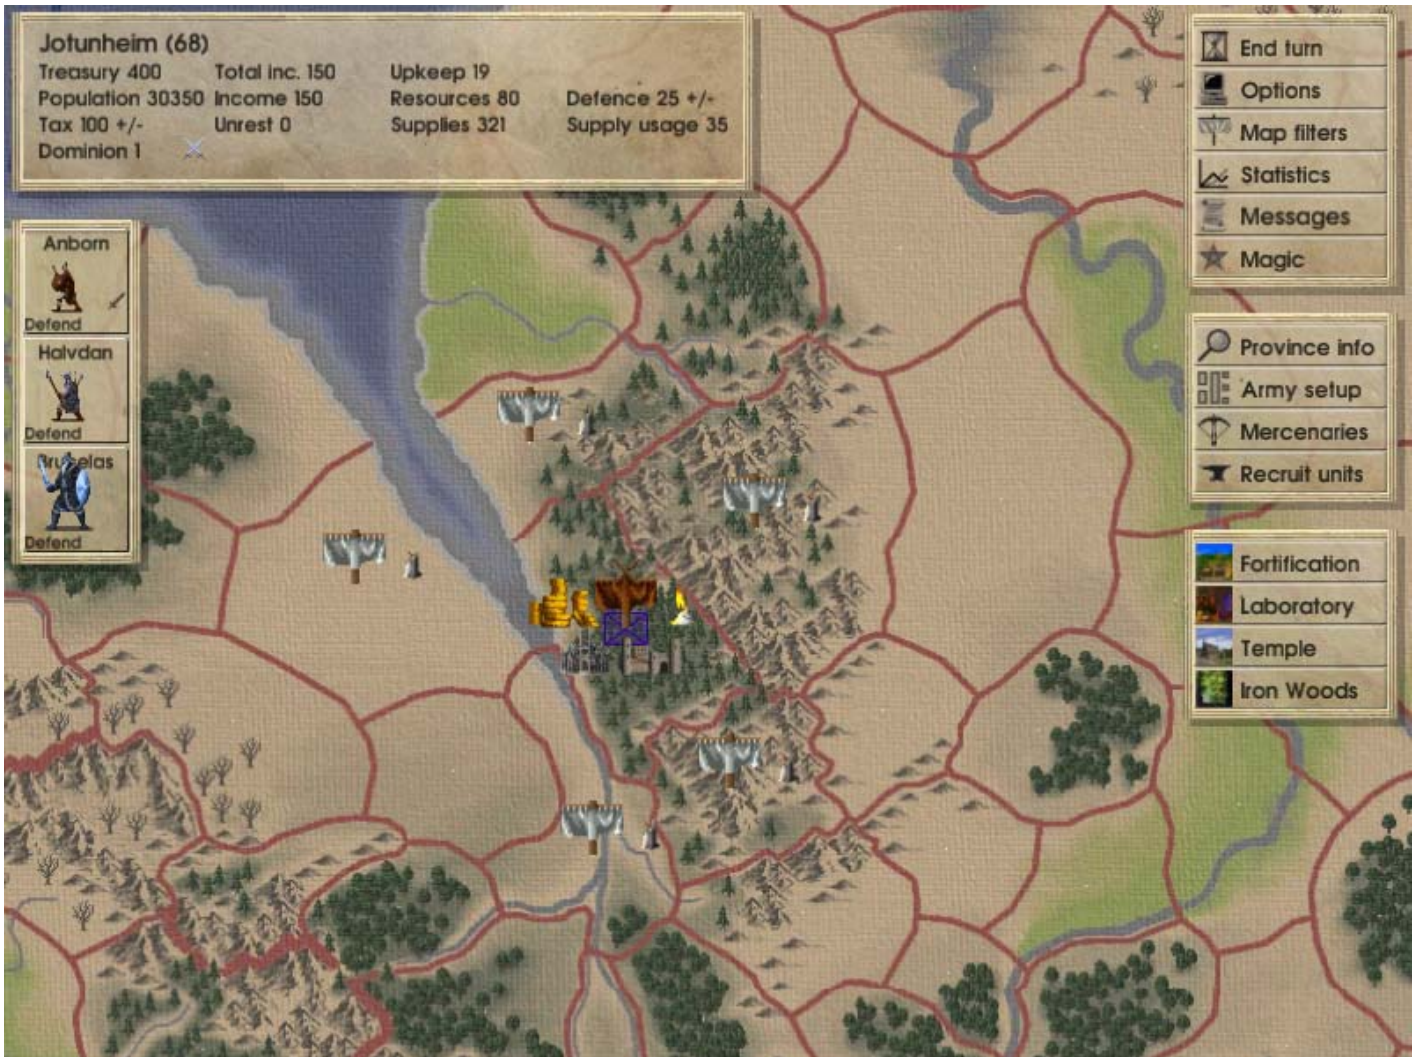 Jotunheim (68)
Treasury 400 Total inc. 150 Upkeep 19
Population 30350 Income 150 Resources 80 Defence 25 +/-
Tax 100 +/- Unrest 0 Supplies 321 Supply usage 35
Dominion 1
Anborn
Defend
Halvdan
Defend
Defend
End turn
Options
Map filters
Statistics
Messages
Magic
Province info
Army setup
Mercenaries
Recruit units
Fortification
Laboratory
Temple
Iron Woods